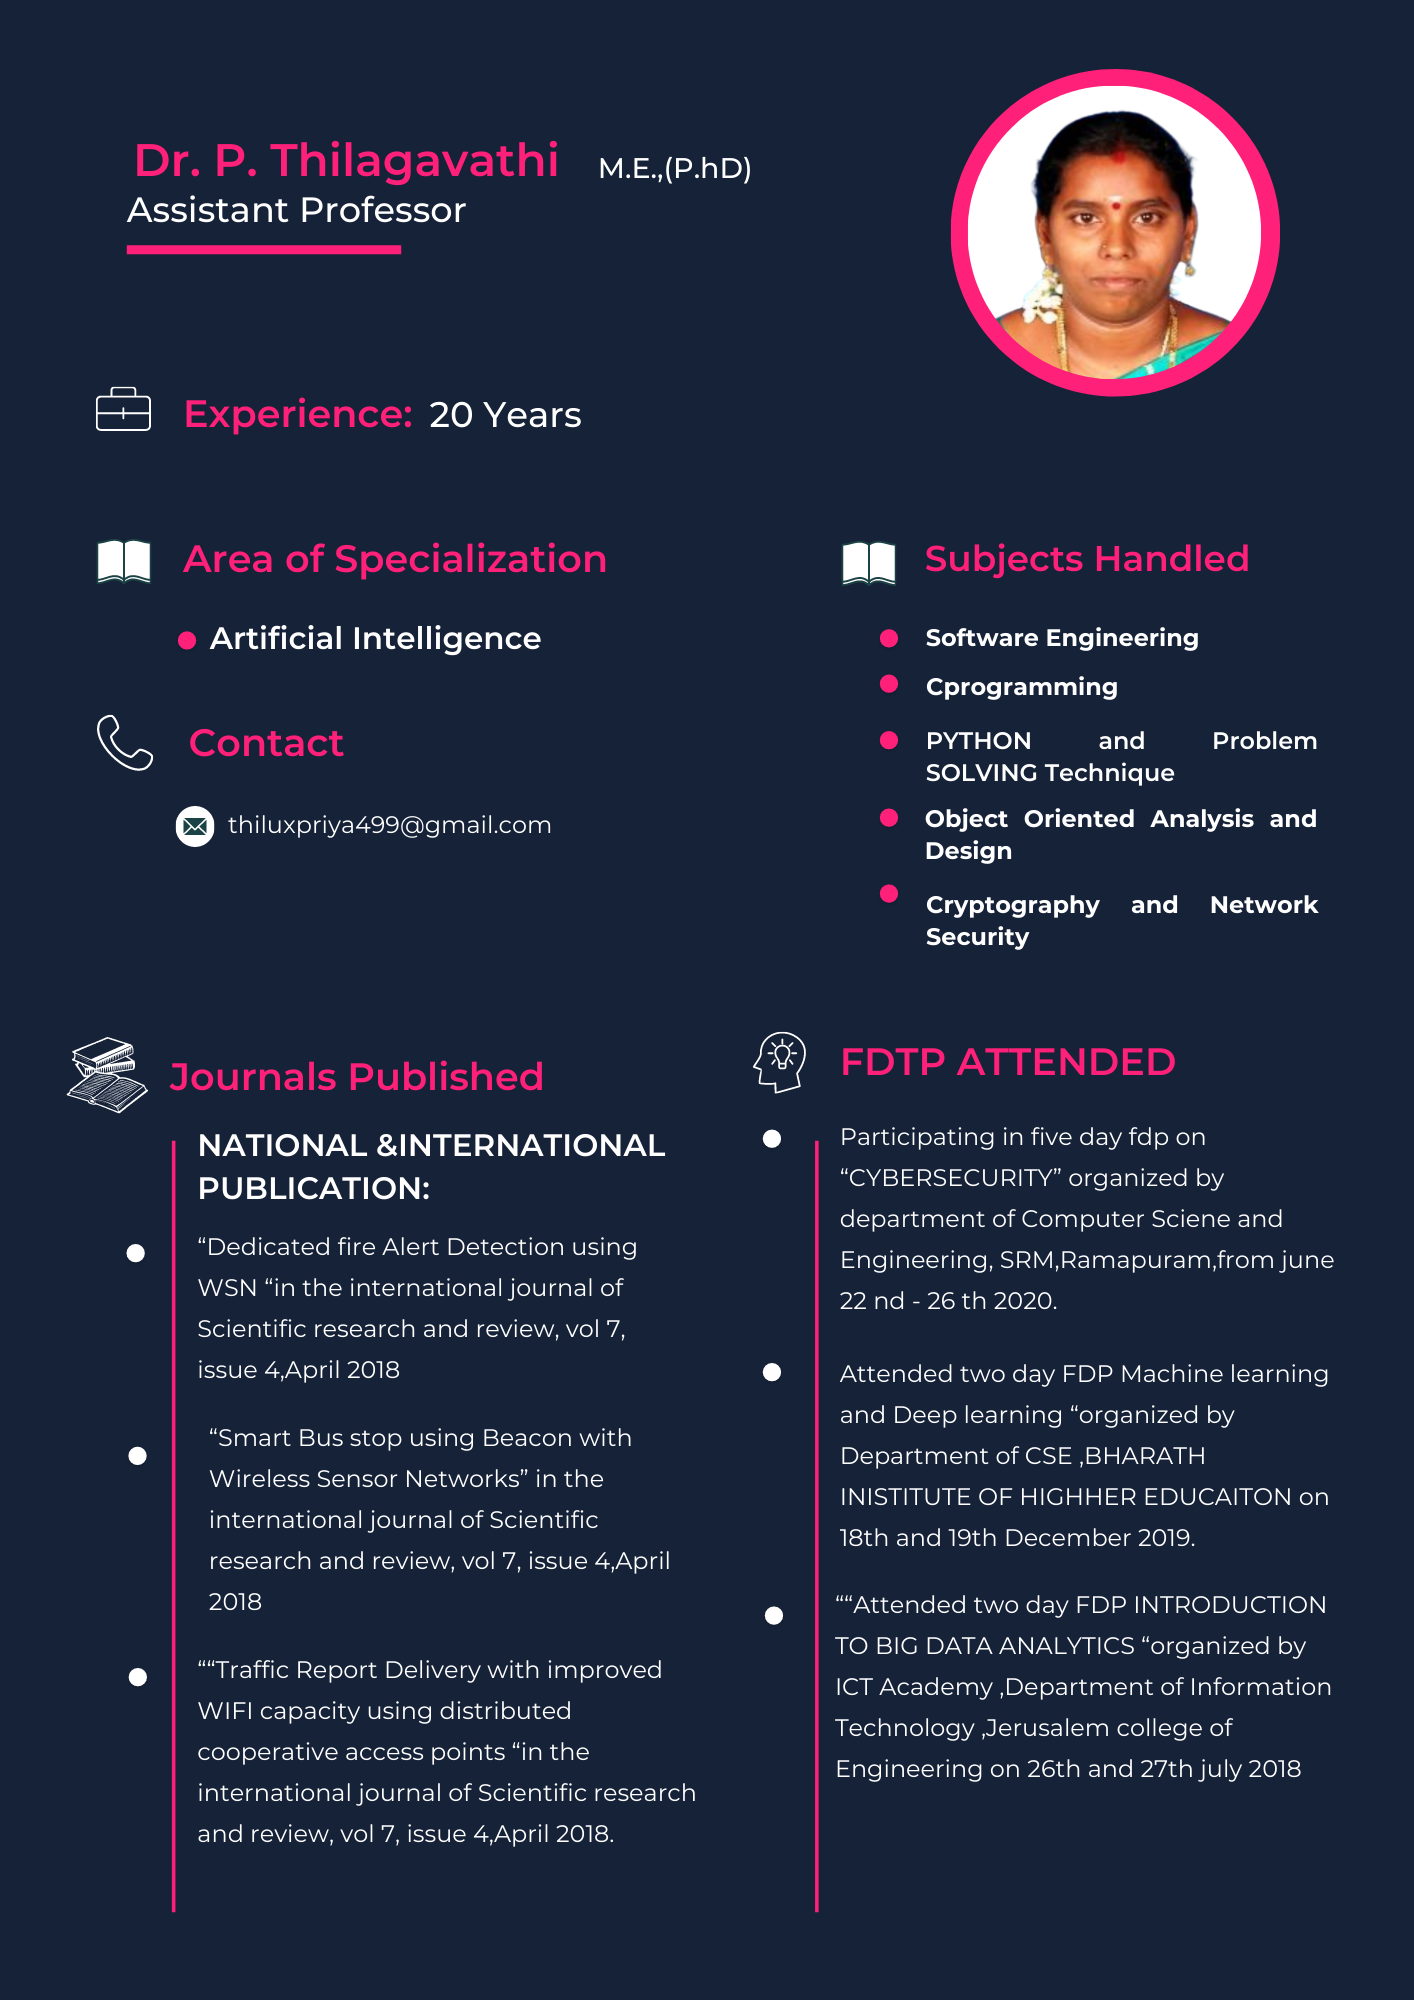 Dr. P. Thilagavathi M.E.,(P.hD)
Assistant Professor
Experience: 20 Years
Area of Specialization
Artificial Intelligence
Contact
thiluxpriya499@gmail.com
Subjects Handled
Software Engineering
Cprogramming
PYTHON and Problem
SOLVING Technique
Object Oriented Analysis and
Design
Cryptography and Network
Security
Journals Published
NATIONAL &INTERNATIONAL
PUBLICATION:
“Dedicated fire Alert Detection using
WSN “in the international journal of
Scientific research and review, vol 7,
issue 4,April 2018
“Smart Bus stop using Beacon with
Wireless Sensor Networks” in the
international journal of Scientific
research and review, vol 7, issue 4,April
2018
““Traffic Report Delivery with improved
WIFI capacity using distributed
cooperative access points “in the
international journal of Scientific research
and review, vol 7, issue 4,April 2018.
FDTP ATTENDED
Participating in five day fdp on
“CYBERSECURITY” organized by
department of Computer Sciene and
Engineering, SRM,Ramapuram,from june
22 nd - 26 th 2020.
Attended two day FDP Machine learning
and Deep learning “organized by
Department of CSE ,BHARATH
INISTITUTE OF HIGHHER EDUCAITON on
18th and 19th December 2019.
““Attended two day FDP INTRODUCTION
TO BIG DATA ANALYTICS “organized by
ICT Academy ,Department of Information
Technology ,Jerusalem college of
Engineering on 26th and 27th july 2018